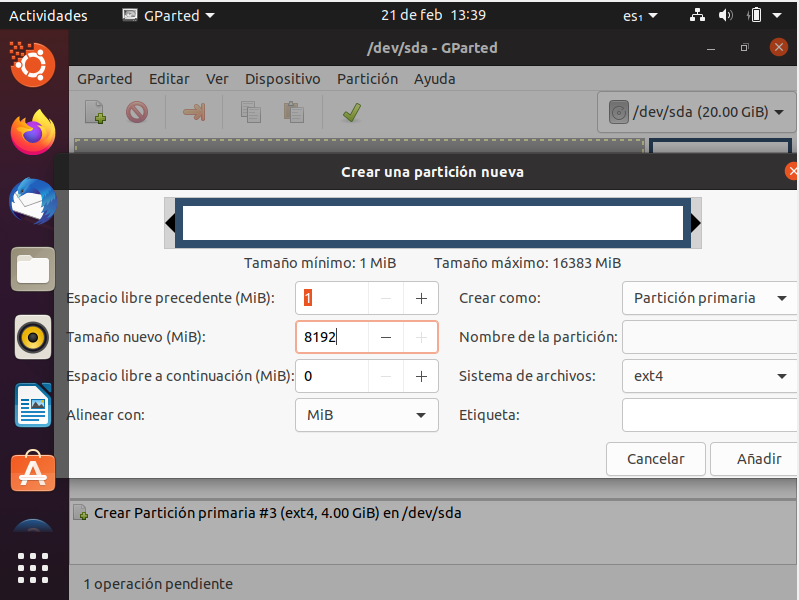 Actividades GParted 21 de feb 13:39 es₁
/dev/sda - GParted
GParted Editar Ver Dispositivo Partición Ayuda
/dev/sda (20.00 GiB)
Crear una partición nueva
Tamaño mínimo: 1 MiB Tamaño máximo: 16383 MiB
Espacio libre precedente (MiB): 1 Crear como: Partición primaria
Tamaño nuevo (MiB): 8192 Nombre de la partición:
Espacio libre a continuación (MiB): 0 Sistema de archivos: ext4
Alinear con: MiB Etiqueta:
Cancelar Añadir
Crear Partición primaria #3 (ext4, 4.00 GiB) en /dev/sda
1 operación pendiente